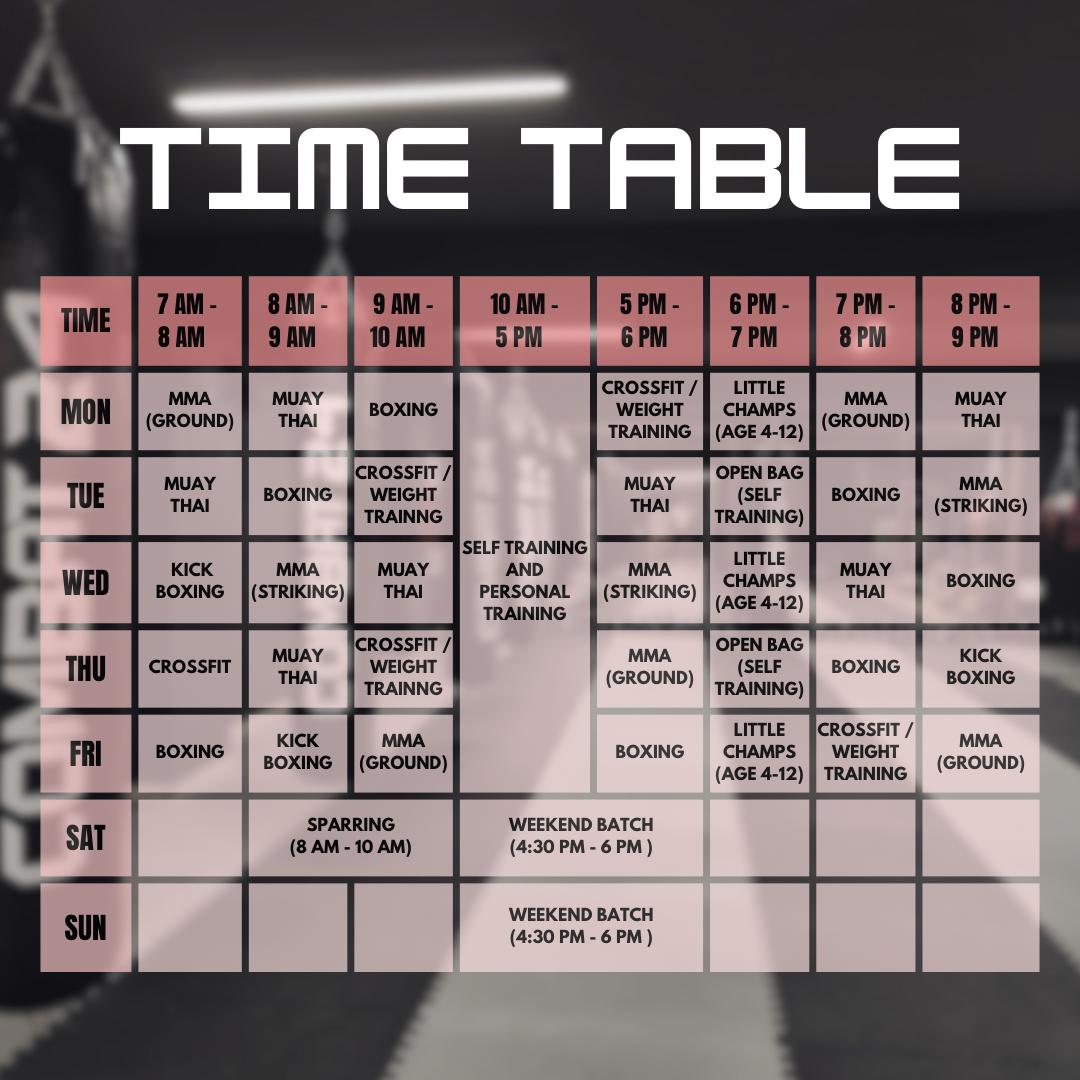 TIME TABLE
TIME
7 AM -
8 AM
8 AM -
9 AM
9 AM -
10 AM
10 AM -
5 PM
5 PM -
6 PM
6 PM -
7 PM
7 PM -
8 PM
8 PM -
9 PM
MON
MMA
(GROUND)
MUAY
THAI
BOXING
CROSSFIT /
WEIGHT
TRAINING
LITTLE
CHAMPS
(AGE 4-12)
MMA
(GROUND)
MUAY
THAI
TUE
MUAY
THAI
BOXING
CROSSFIT /
WEIGHT
TRAINNG
MUAY
THAI
OPEN BAG
(SELF
TRAINING)
BOXING
MMA
(STRIKING)
SELF TRAINING
AND
PERSONAL
TRAINING
WED
KICK
BOXING
MMA
(STRIKING)
MUAY
THAI
MMA
(STRIKING)
LITTLE
CHAMPS
(AGE 4-12)
MUAY
THAI
BOXING
THU
CROSSFIT
MUAY
THAI
CROSSFIT /
WEIGHT
TRAINNG
MMA
(GROUND)
OPEN BAG
(SELF
TRAINING)
BOXING
KICK
BOXING
FRI
BOXING
KICK
BOXING
MMA
(GROUND)
BOXING
LITTLE
CHAMPS
(AGE 4-12)
CROSSFIT /
WEIGHT
TRAINING
MMA
(GROUND)
SAT
SPARRING
(8 AM - 10 AM)
WEEKEND BATCH
(4:30 PM - 6 PM )
SUN
WEEKEND BATCH
(4:30 PM - 6 PM )